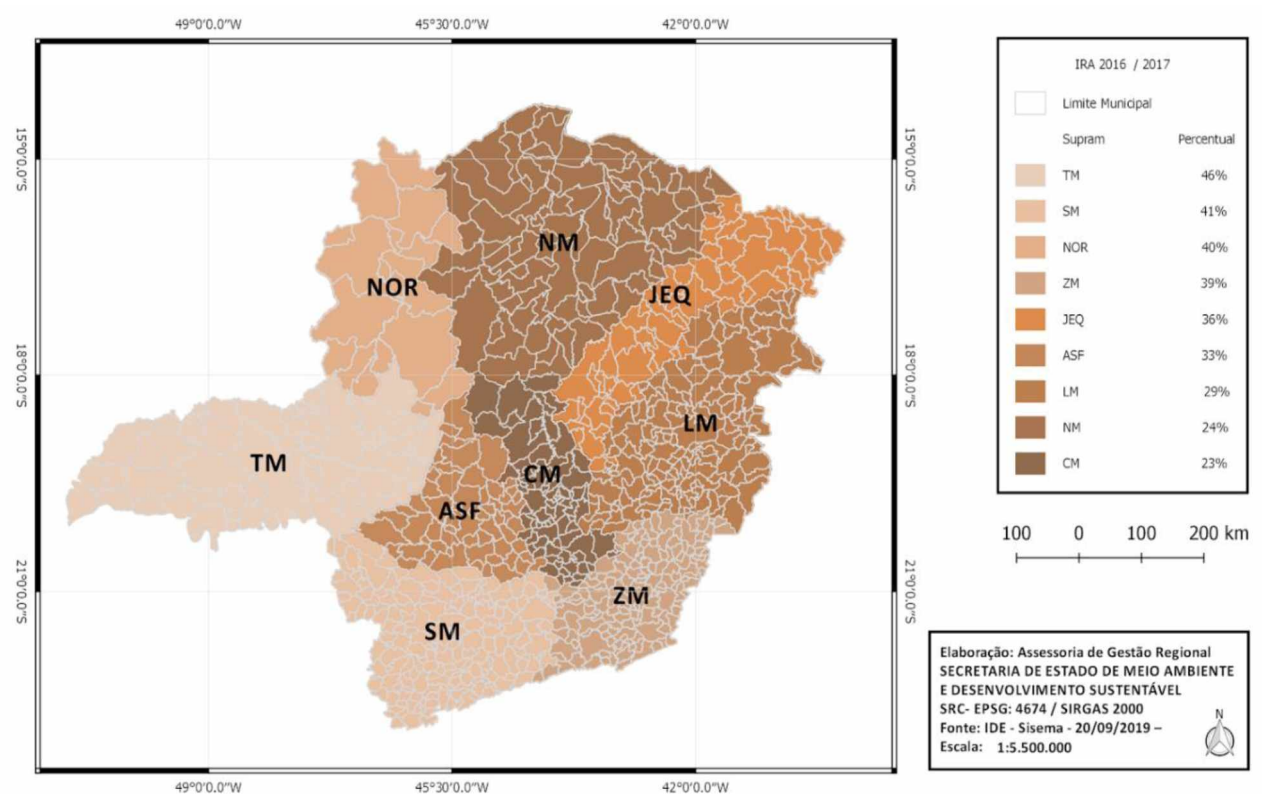 49°0'0.0"W 45°30'0.0"W 42°0'0.0"W
15°0'0.0"S
15°0'0.0"S
18°0'0.0"S
18°0'0.0"S
21°0'0.0"S
21°0'0.0"S
NM
NOR
JEQ
LM
TM
CM
ASF
ZM
SM
49°0'0.0"W 45°30'0.0"W 42°0'0.0"W
IRA 2016 / 2017
Limite Municipal
Supram Percentual
TM 46%
SM 41%
NOR 40%
ZM 39%
JEQ 36%
ASF 33%
LM 29%
NM 24%
CM 23%
100 0 100 200 km
Elaboração: Assessoria de Gestão Regional
SECRETARIA DE ESTADO DE MEIO AMBIENTE
E DESENVOLVIMENTO SUSTENTÁVEL
SRC- EPSG: 4674 / SIRGAS 2000
Fonte: IDE - Sisema - 20/09/2019 –
Escala: 1:5.500.000
N